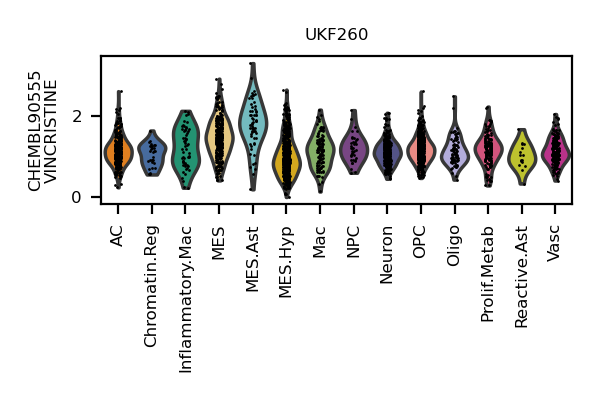 UKF260
CHEMBL90555
VINCRISTINE
2
0
AC
Chromatin.Reg
Inflammatory.Mac
MES
MES.Ast
MES.Hyp
Mac
NPC
Neuron
OPC
Oligo
Prolif.Metab
Reactive.Ast
Vasc